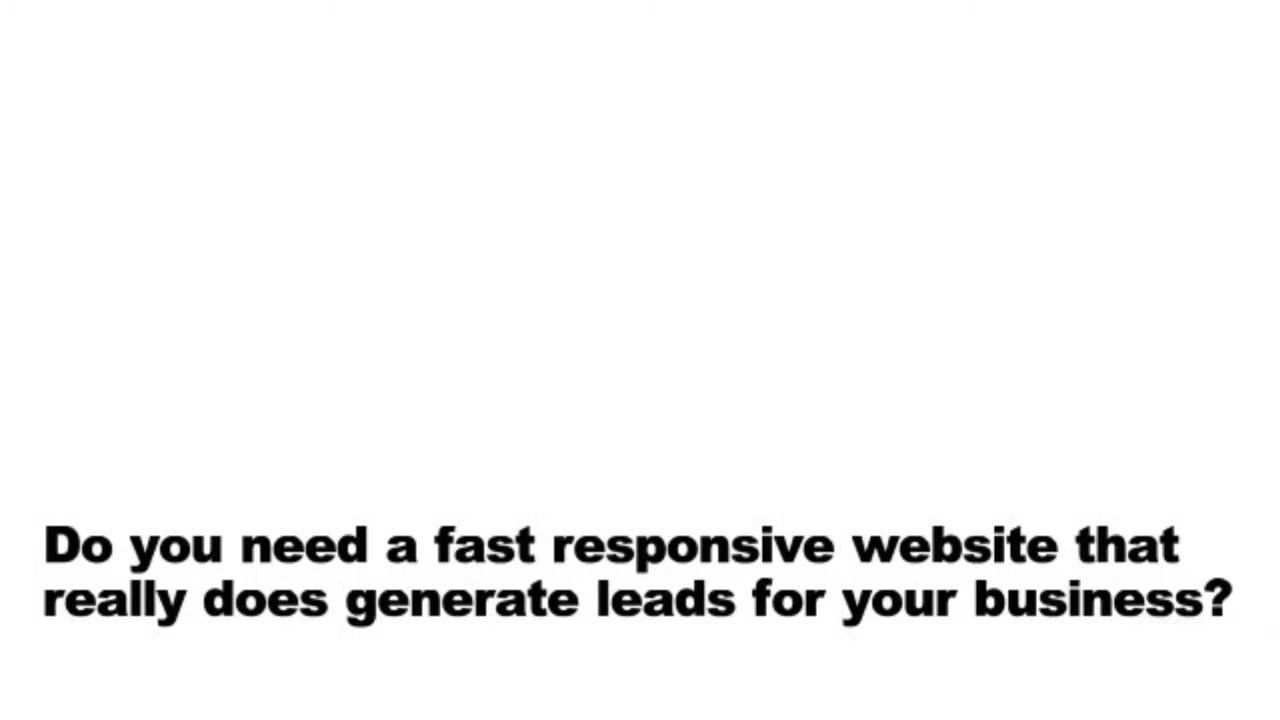 Do you need a fast responsive website that
really does generate leads for your business?